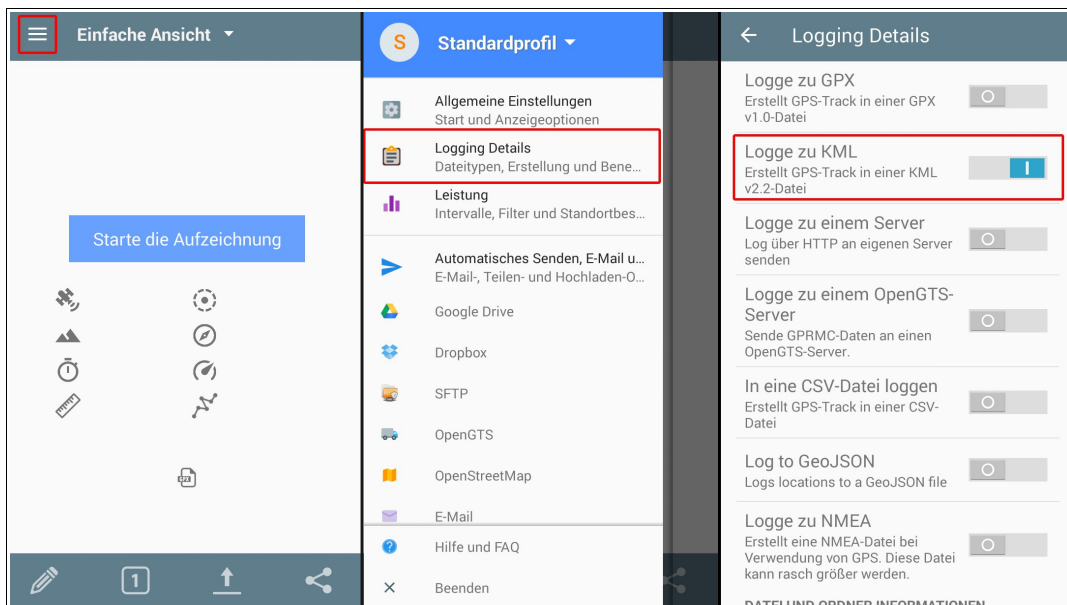 Einfache Ansicht
Starte die Aufzeichnung
1
S
Standardprofil
Allgemeine Einstellungen
Start und Anzeigeoptionen
Logging Details
Dateitypen, Erstellung und Bene...
Leistung
Intervalle, Filter und Standortbes...
Automatisches Senden, E-Mail u...
E-Mail-, Teilen- und Hochladen-O...
Google Drive
Dropbox
SFTP
OpenGTS
OpenStreetMap
E-Mail
Hilfe und FAQ
Beenden
Logging Details
Logge zu GPX
Erstellt GPS-Track in einer GPX
v1.0-Datei
Logge zu KML
Erstellt GPS-Track in einer KML
v2.2-Datei
Logge zu einem Server
Log über HTTP an eigenen Server
senden
Logge zu einem OpenGTS-
Server
Sende GPRMC-Daten an einen
OpenGTS-Server.
In eine CSV-Datei loggen
Erstellt GPS-Track in einer CSV-
Datei
Log to GeoJSON
Logs locations to a GeoJSON file
Logge zu NMEA
Erstellt eine NMEA-Datei bei
Verwendung von GPS. Diese Datei
kann rasch größer werden.
DATEI UND ORDNER INFORMATIONEN